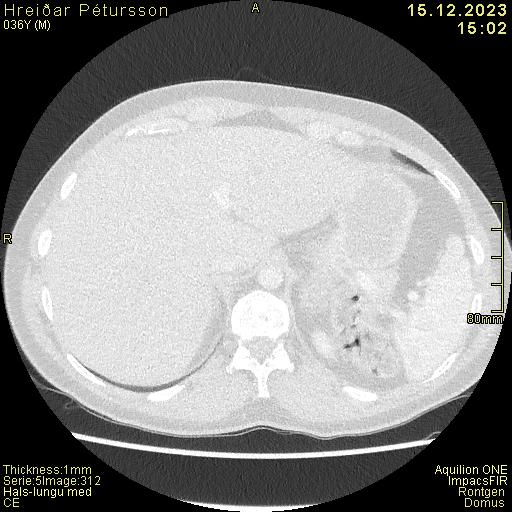 Hreiðar Pétursson
036Y (M)
A
15.12.2023
15:02
R
80mm
Thickness:1mm
Serie:5Image:312
Hals-lungu med
CE
Aquilion ONE
ImpacsFIR
Rontgen
Domus